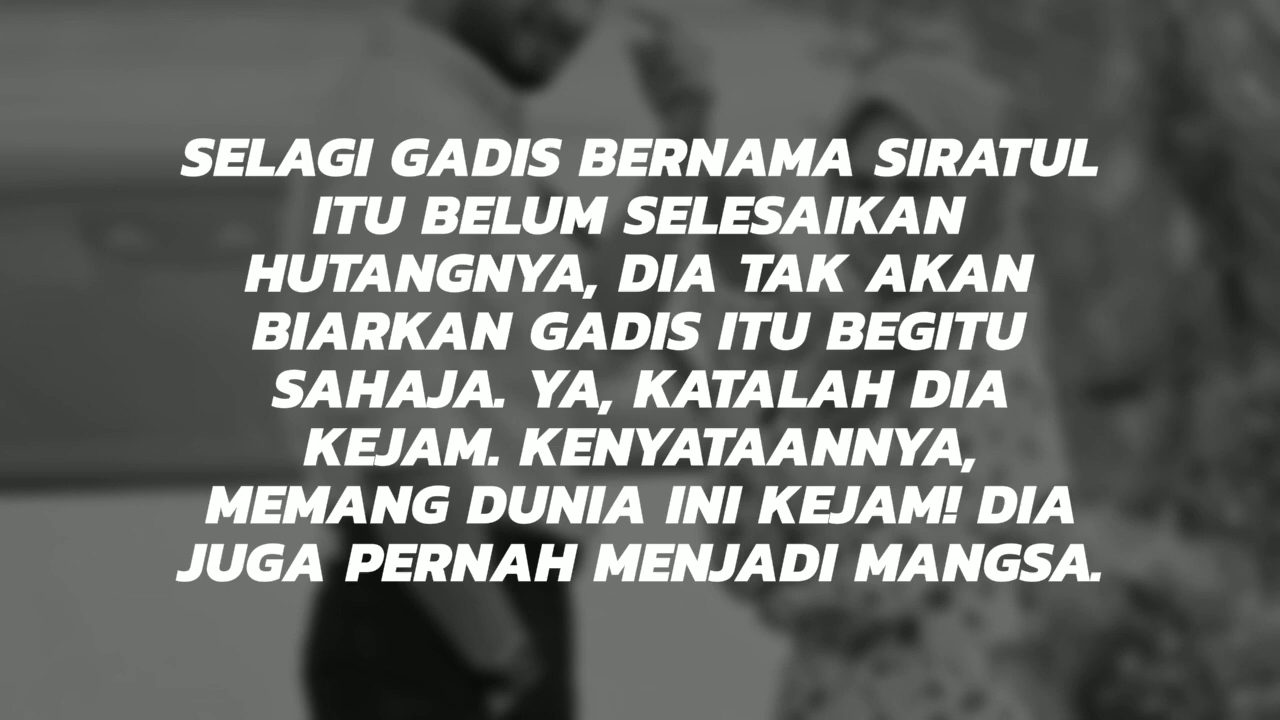 SELAGI GADIS BERNAMA SIRATUL
ITU BELUM SELESAIKAN
HUTANGNYA, DIA TAK AKAN
BIARKAN GADIS ITU BEGITU
SAHAJA. YA, KATALAH DIA
KEJAM. KENYATAANNYA,
MEMANG DUNIA INI KEJAM! DIA
JUGA PERNAH MENJADI MANGSA.